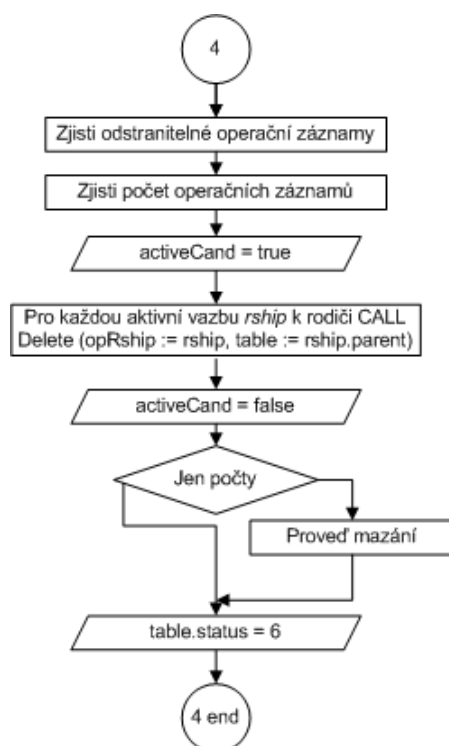 4
Zjisti odstranitelné operační záznamy
Zjisti počet operačních záznamů
activeCand = true
Pro každou aktivní vazbu rship k rodiči CALL
Delete (opRship := rship, table := rship.parent)
activeCand = false
Jen počty
Proveď mazání
table.status = 6
4 end